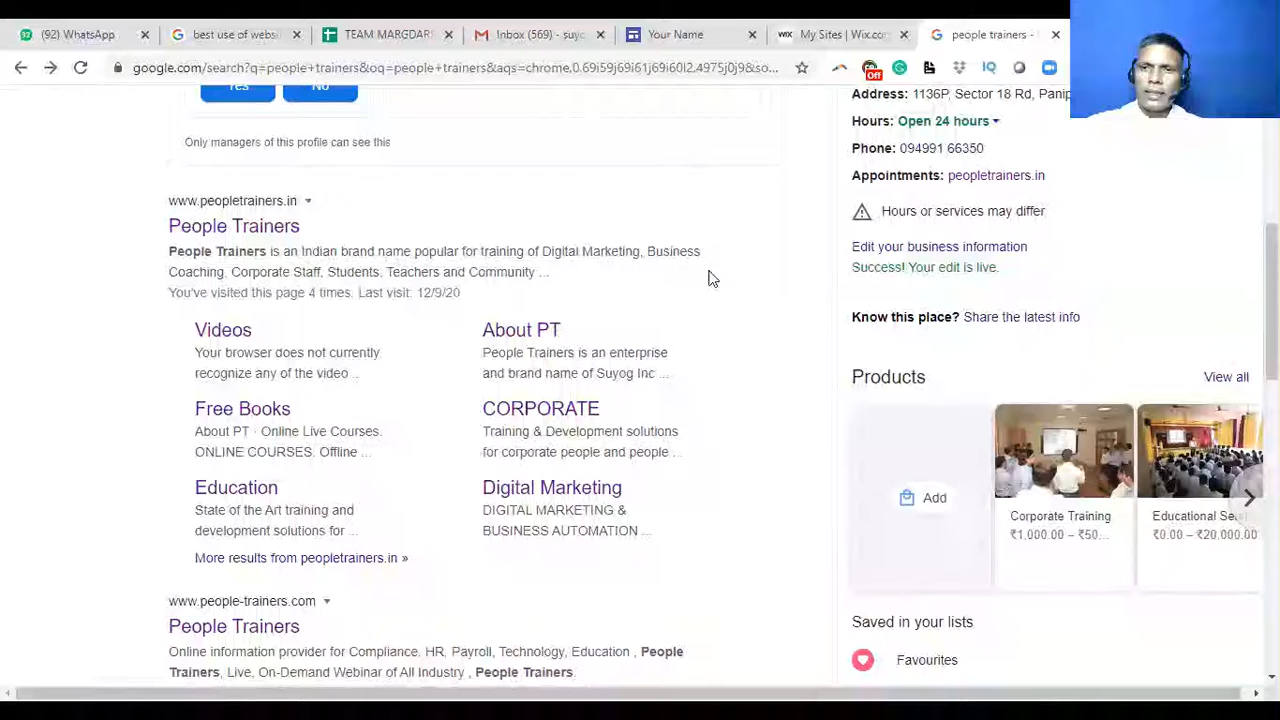 (92) WhatsApp
best use of webs
TEAM MARGDAR
Inbox (569) - suyo
Your Name
WIX My Sites | Wix.co
people trainers -
google.com/search?q=people+trainers&oq=people+trainers&aqs=chrome.0.69i59j69i61j69i60l2.4975j0j9&so...
Off
Yes No
Only managers of this profile can see this
www.peopletrainers.in
People Trainers
People Trainers is an Indian brand name popular for training of Digital Marketing, Business
Coaching, Corporate Staff, Students, Teachers and Community ...
You've visited this page 4 times. Last visit: 12/9/20
Videos
Your browser does not currently
recognize any of the video ...
About PT
People Trainers is an enterprise
and brand name of Suyog Inc ...
Free Books
About PT · Online Live Courses.
ONLINE COURSES. Offline ...
CORPORATE
Training & Development solutions
for corporate people and people ...
Education
State of the Art training and
development solutions for ...
Digital Marketing
DIGITAL MARKETING &
BUSINESS AUTOMATION ...
More results from peopletrainers.in »
www.people-trainers.com
People Trainers
Online information provider for Compliance, HR, Payroll, Technology, Education , People
Trainers, Live, On-Demand Webinar of All Industry , People Trainers.
Address: 1136P, Sector 18 Rd, Panip
Hours: Open 24 hours
Phone: 094991 66350
Appointments: peopletrainers.in
Hours or services may differ
Edit your business information
Success! Your edit is live.
Know this place? Share the latest info
Products
View all
Add
Corporate Training
₹1,000.00 – ₹50...
Educational Se
₹0.00 – ₹20,000.00
Saved in your lists
Favourites